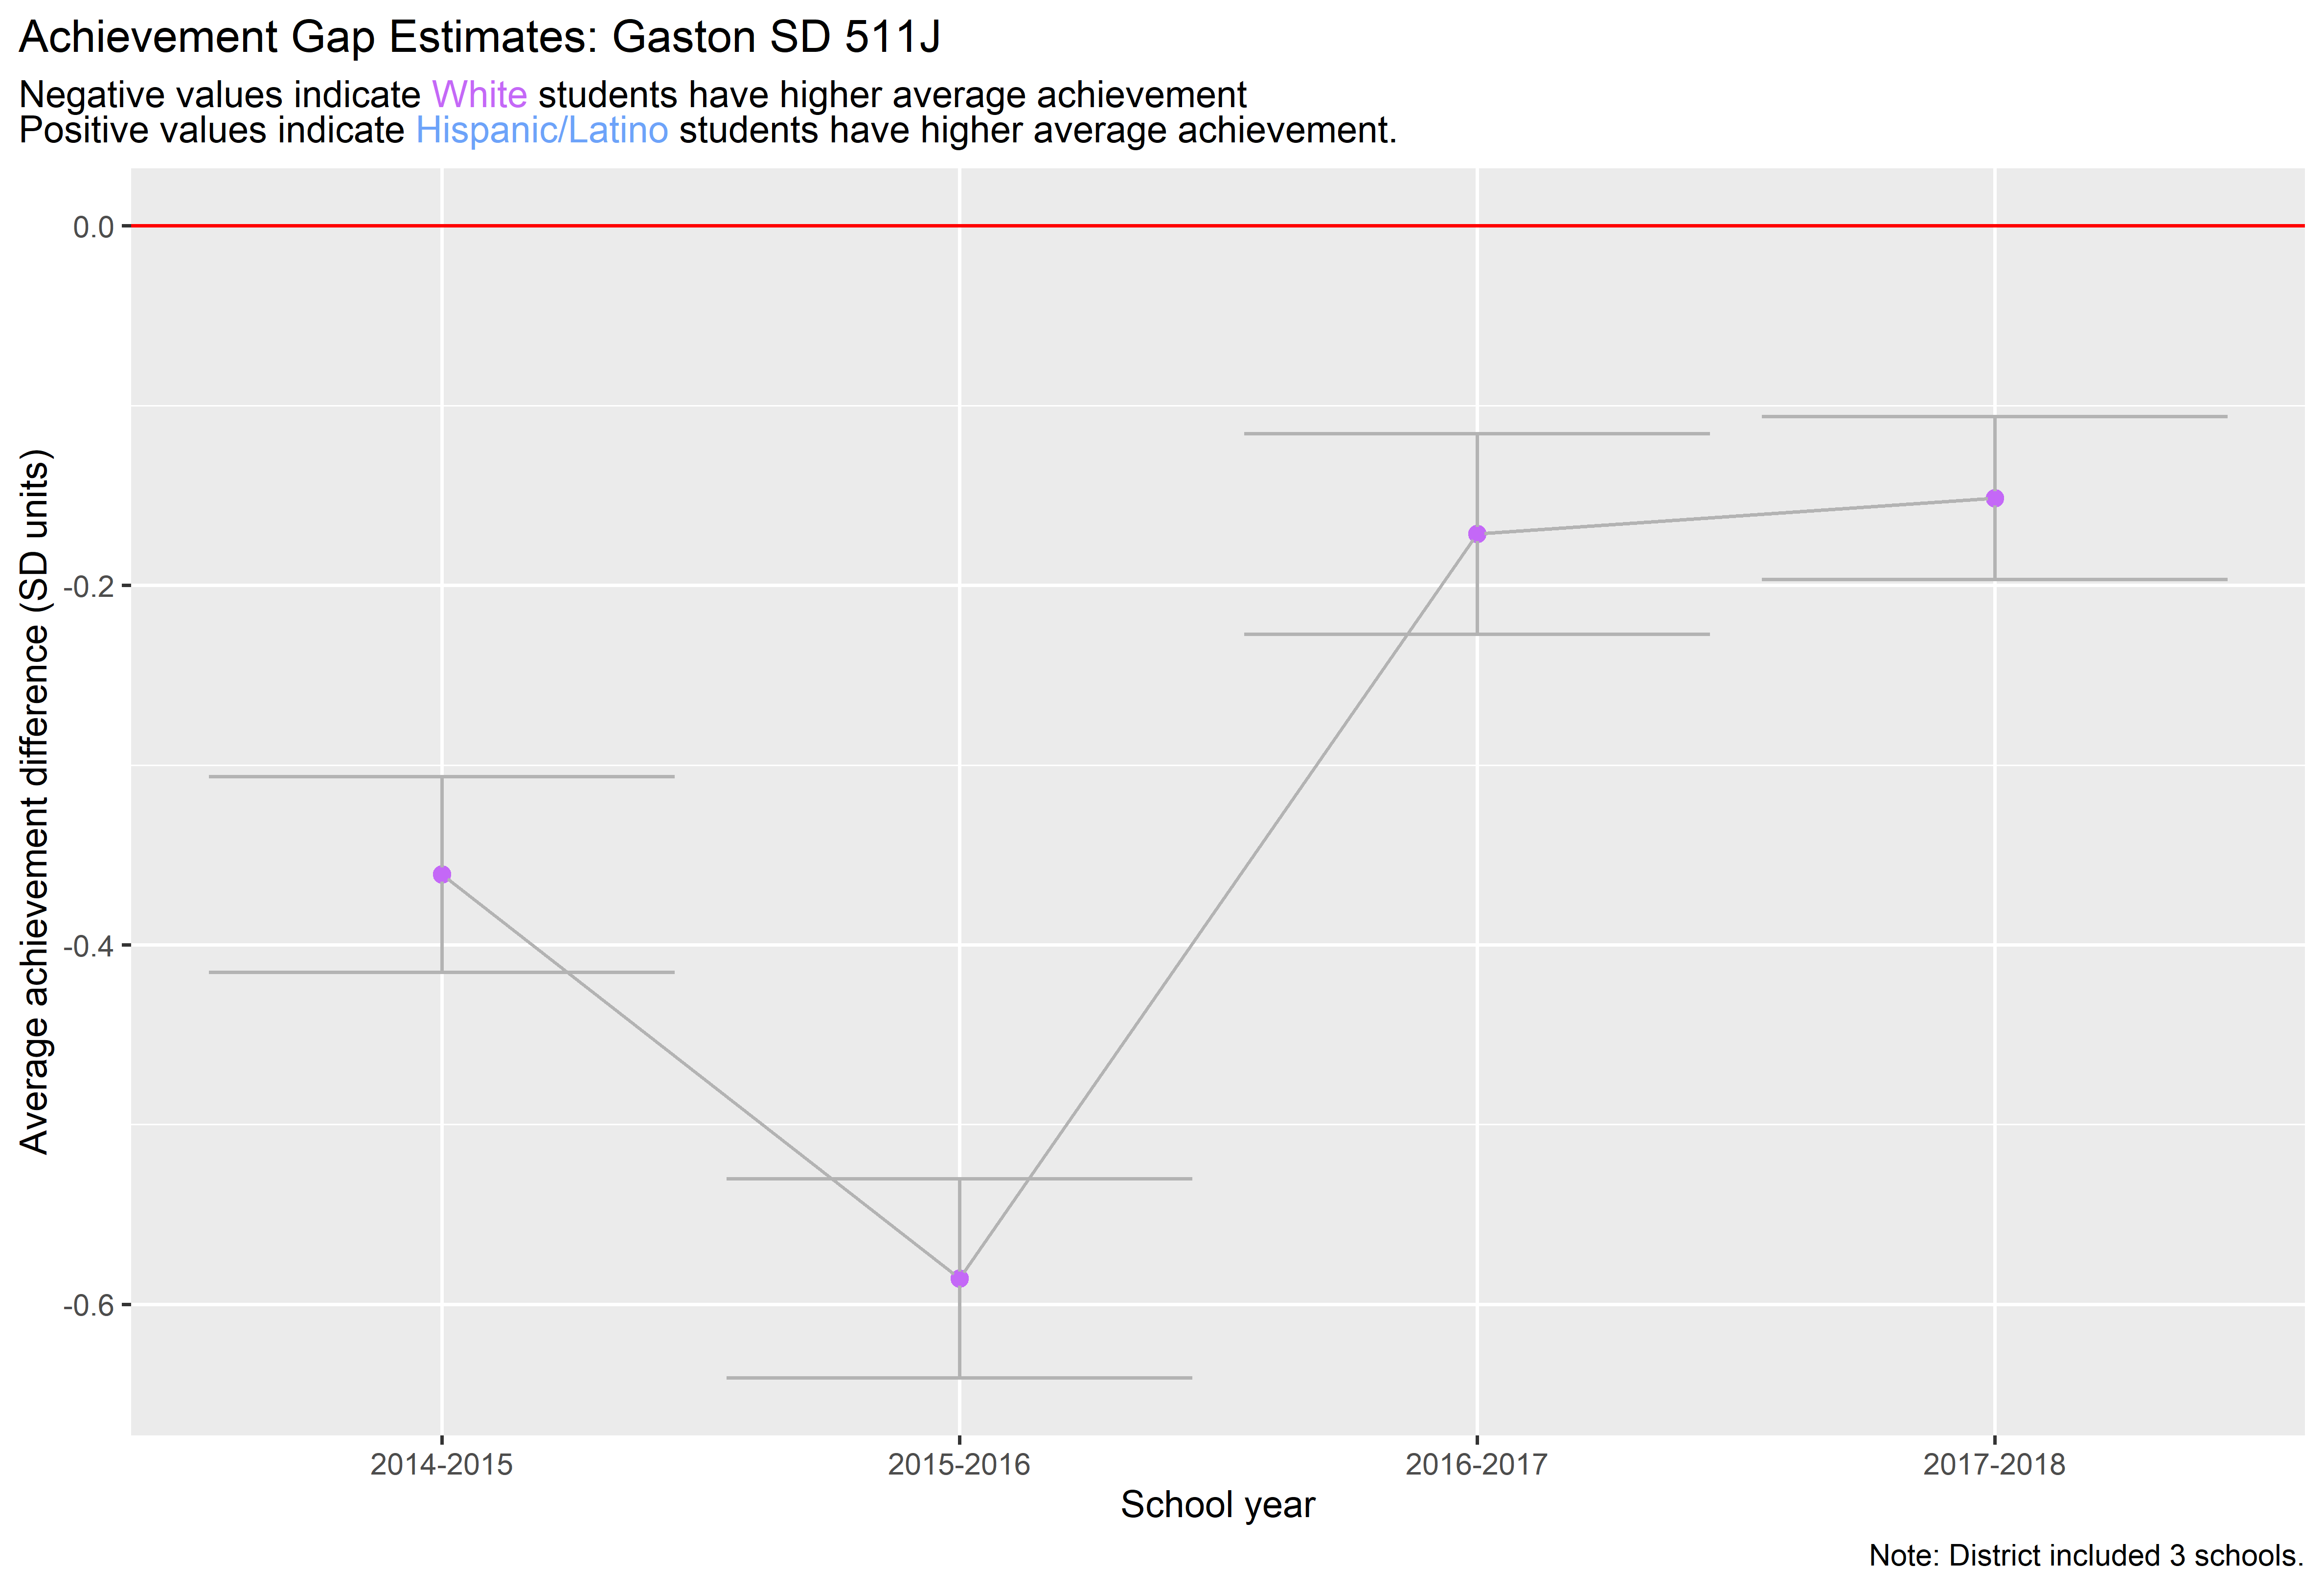 Achievement Gap Estimates: Gaston SD 511J
Negative values indicate White students have higher average achievement
Positive values indicate Hispanic/Latino students have higher average achievement.
Average achievement difference (SD units)
0.0
-0.2
-0.4
-0.6
2014-2015
2015-2016
2016-2017
2017-2018
School year
Note: District included 3 schools.